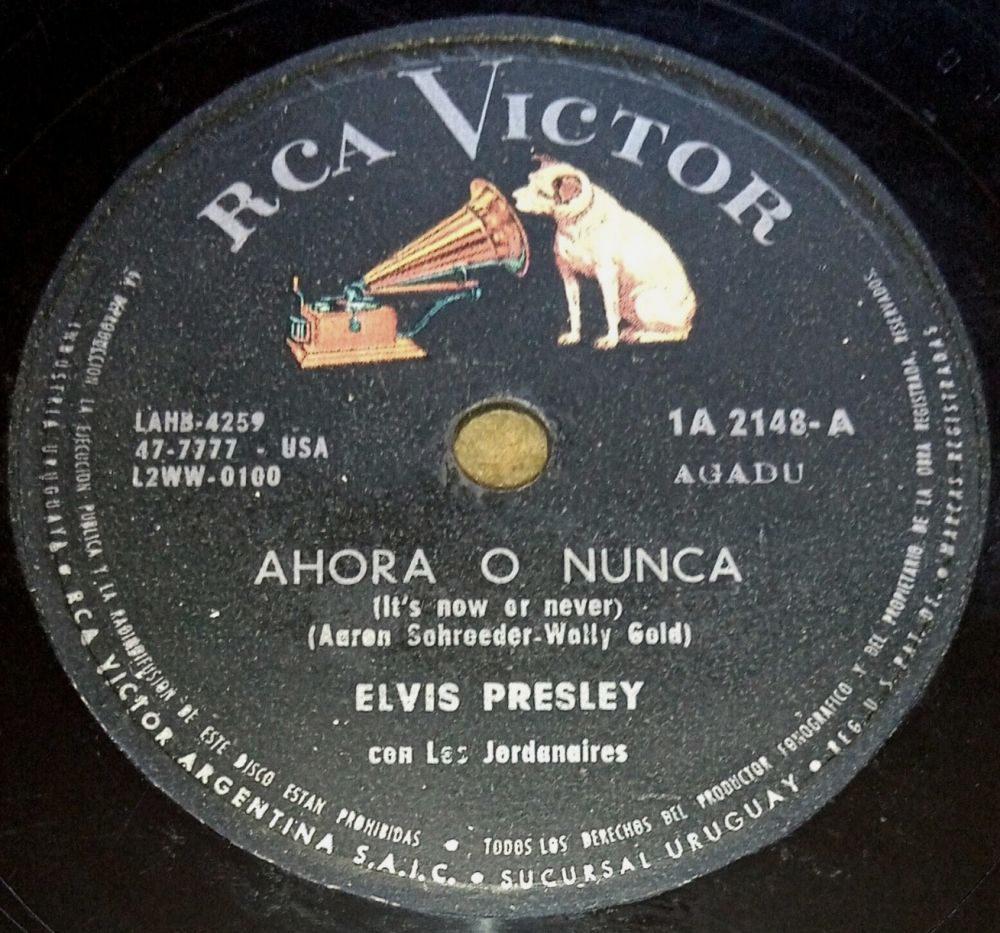 RCA VICTOR
LAHB-4259
47-7777 - USA
L2WW-0100
1A 2148-A
AGADU
AHORA O NUNCA
(It's now or never)
(Aaron Schroeder-Wally Gold)
ELVIS PRESLEY
con Los Jordanaires
LA REPRODUCCION, LA EJECUCION PUBLICA Y LA RADIODIFUSION DE ESTE DISCO ESTAN PROHIBIDAS • TODOS LOS DERECHOS DEL PRODUCTOR FONOGRAFICO Y DEL PROPIETARIO DE LA OBRA REGISTRADA, RESERVADOS.
INDUSTRIA URUGUAYA • RCA VICTOR ARGENTINA S.A.I.C. • SUCURSAL URUGUAY • REG. U. S. PAT. OF. • MARCAS REGISTRADAS